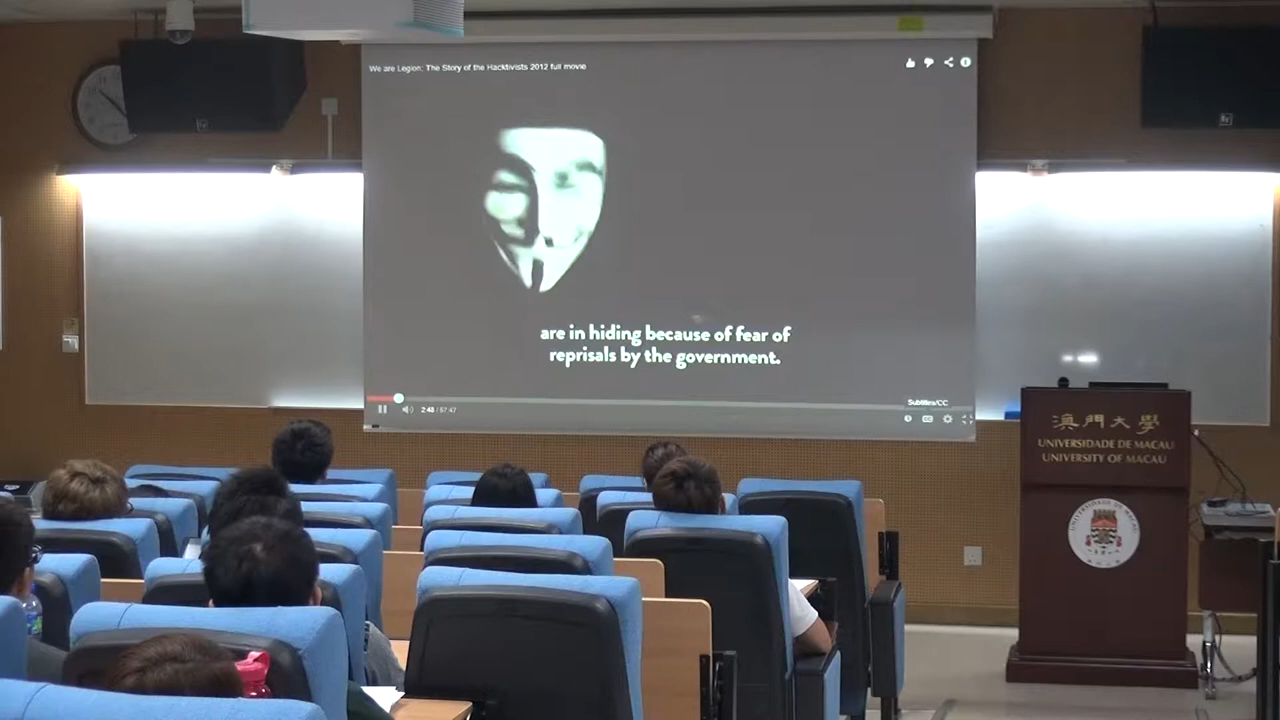 We are Legion: The Story of the Hacktivists 2012 full movie
are in hiding because of fear of
reprisals by the government.
Subtitles/CC
2:48 / 57:47
澳門大學
UNIVERSIDADE DE MACAU
UNIVERSITY OF MACAU